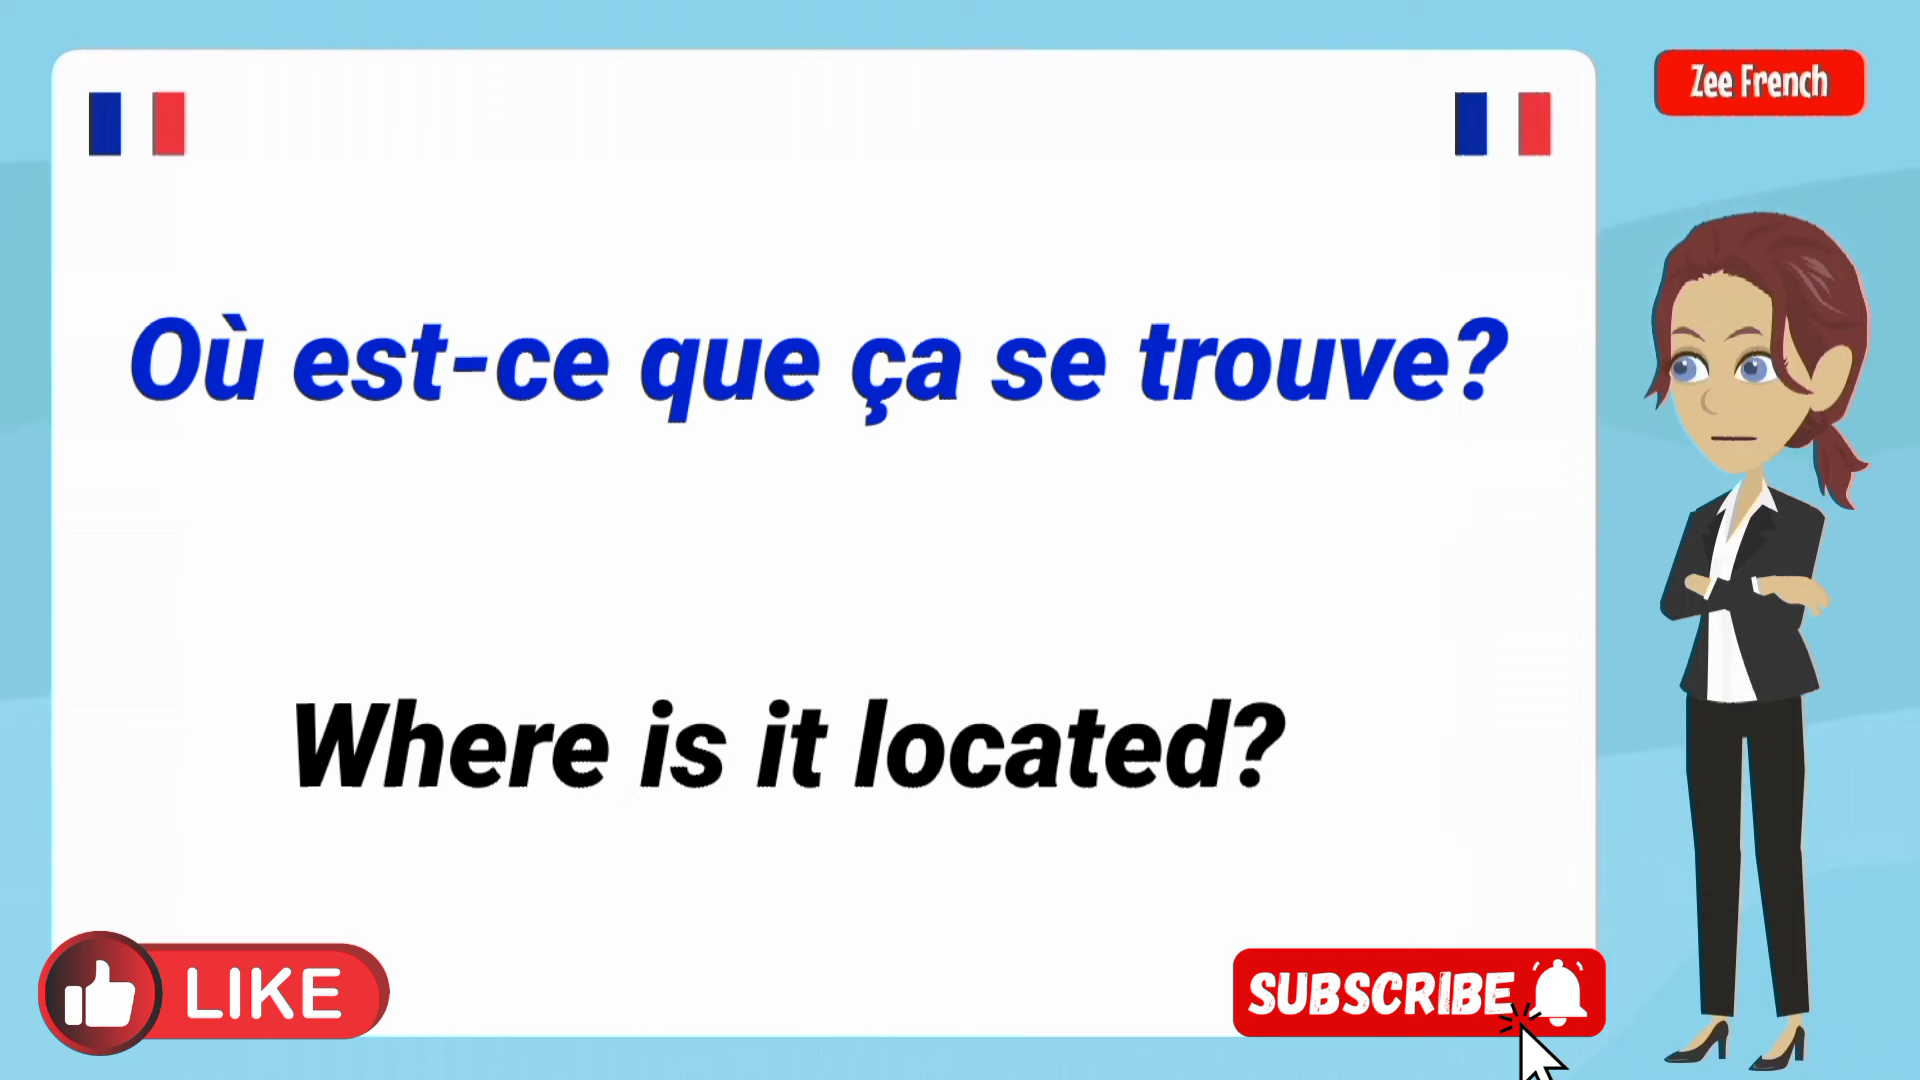 Zee French
Où est-ce que ça se trouve?
Where is it located?
LIKE
SUBSCRIBE